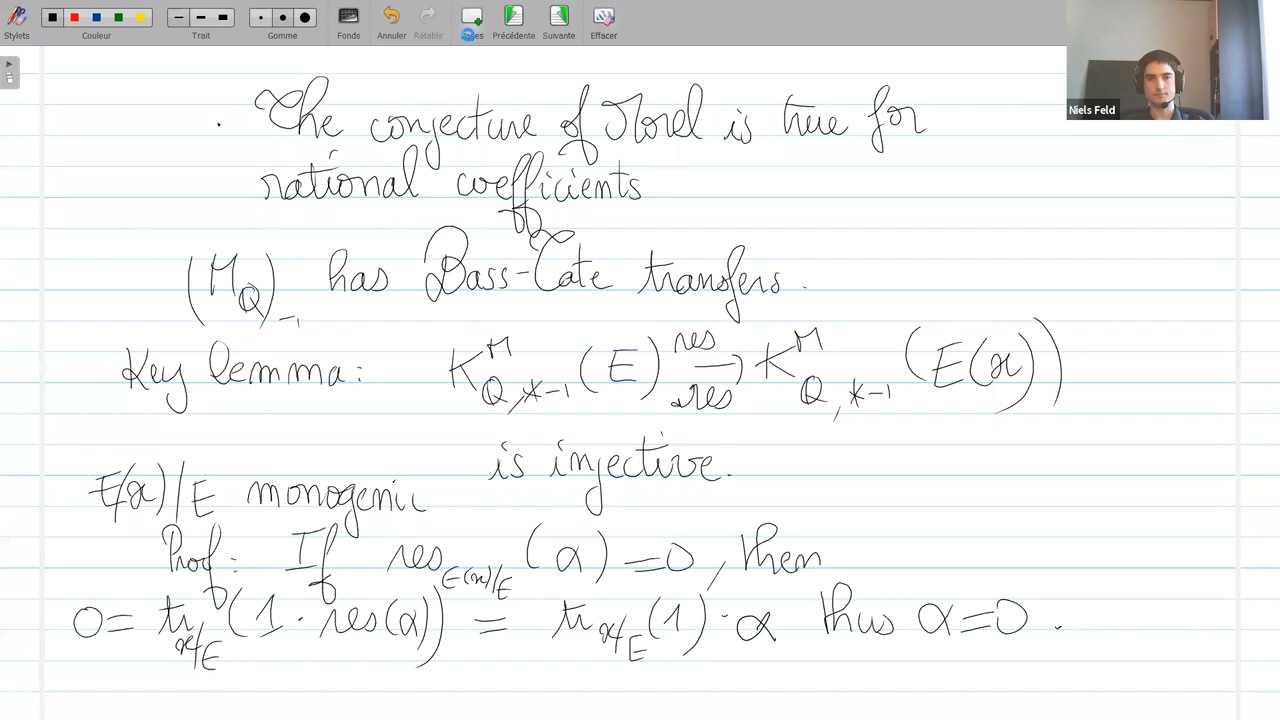 Stylets
Couleur
Trait
Gomme
Fonds
Annuler
Rétablir
Précédente
Suivante
Effacer
Niels Feld
· The conjecture of Morel is true for
rational coefficients
(M_Q)_{-1} has Bass-Tate transfers.
Key lemma: K^M_{Q,*-1}(E) →^{res}_{res} K^M_{Q,*-1}(E(x))
is injective.
E(x)/E monogenic
Proof: If res_{E(x)/E}(α) = 0, then
0 = tr_{x/E}(1 · res(α)) = tr_{x/E}(1) · α thus α = 0.